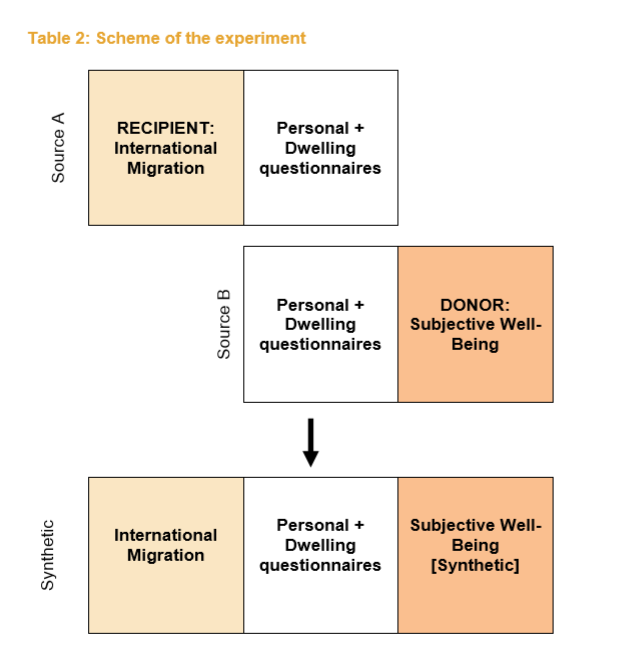 Table 2: Scheme of the experiment
Source A
RECIPIENT:
International
Migration
Personal +
Dwelling
questionnaires
Source B
Personal +
Dwelling
questionnaires
DONOR:
Subjective Well-
Being
Synthetic
International
Migration
Personal +
Dwelling
questionnaires
Subjective Well-
Being
[Synthetic]